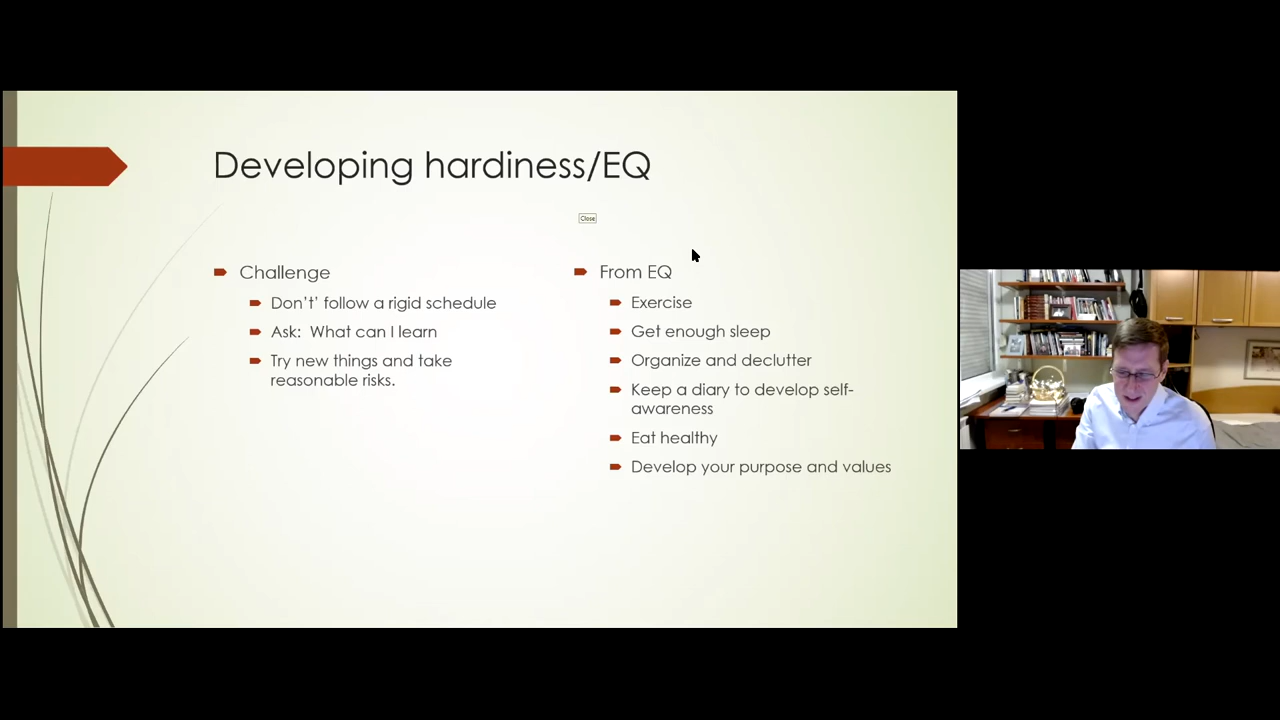 Developing hardiness/EQ
Close
Challenge
Don't' follow a rigid schedule
Ask:  What can I learn
Try new things and take
reasonable risks.
From EQ
Exercise
Get enough sleep
Organize and declutter
Keep a diary to develop self-
awareness
Eat healthy
Develop your purpose and values